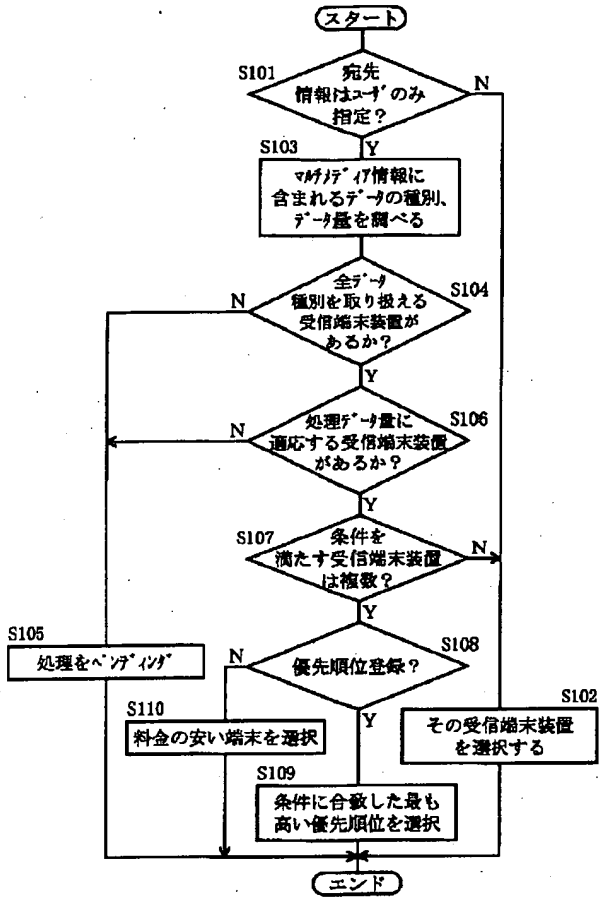 スタート
S101
宛先
情報はユーザのみ
指定?
N
Y
S103
マルチメディア情報に
含まれるデータの種別、
データ量を調べる
全データ
種別を取り扱える
受信端末装置が
あるか?
S104
N
Y
処理データ量に
適応する受信端末装置
があるか?
S106
N
Y
S107
条件を
満たす受信端末装置
は複数?
N
Y
S105
処理をペンディング
優先順位登録?
S108
N
Y
S110
料金の安い端末を選択
S102
その受信端末装置
を選択する
S109
条件に合致した最も
高い優先順位を選択
エンド